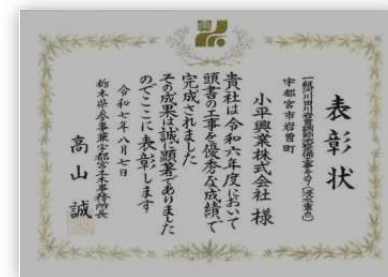 表彰状
宇都宮市岩曽町
小平興業株式会社 様
貴社は令和六年度において
頭書の工事を優秀な成績で
完成されました
その成果は誠に顕著でありました
のでここに表彰します
令和七年八月七日
栃木県参事兼宇都宮土木事務所長
高山 誠